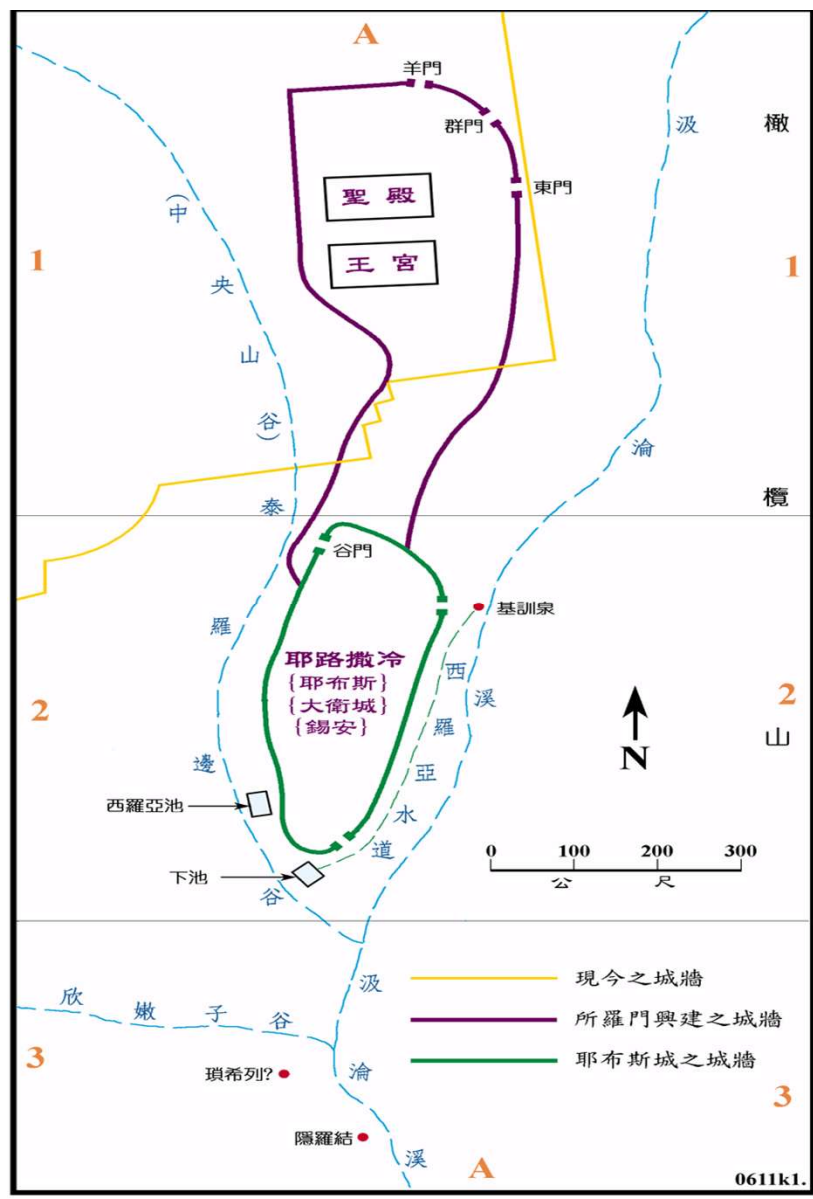 A
羊門
群門
東門
汲淪溪
橄欖山
聖殿
王宮
1
1
(中央山谷)
泰羅邊谷
谷門
基訓泉
耶路撒冷
{耶布斯}
{大衛城}
{錫安}
西羅亞水道
2
2
N
西羅亞池
下池
0 100 200 300
公尺
現今之城牆
所羅門興建之城牆
耶布斯城之城牆
欣嫩子谷
汲淪溪
3
3
瑣希列?
隱羅結
A
0611k1.